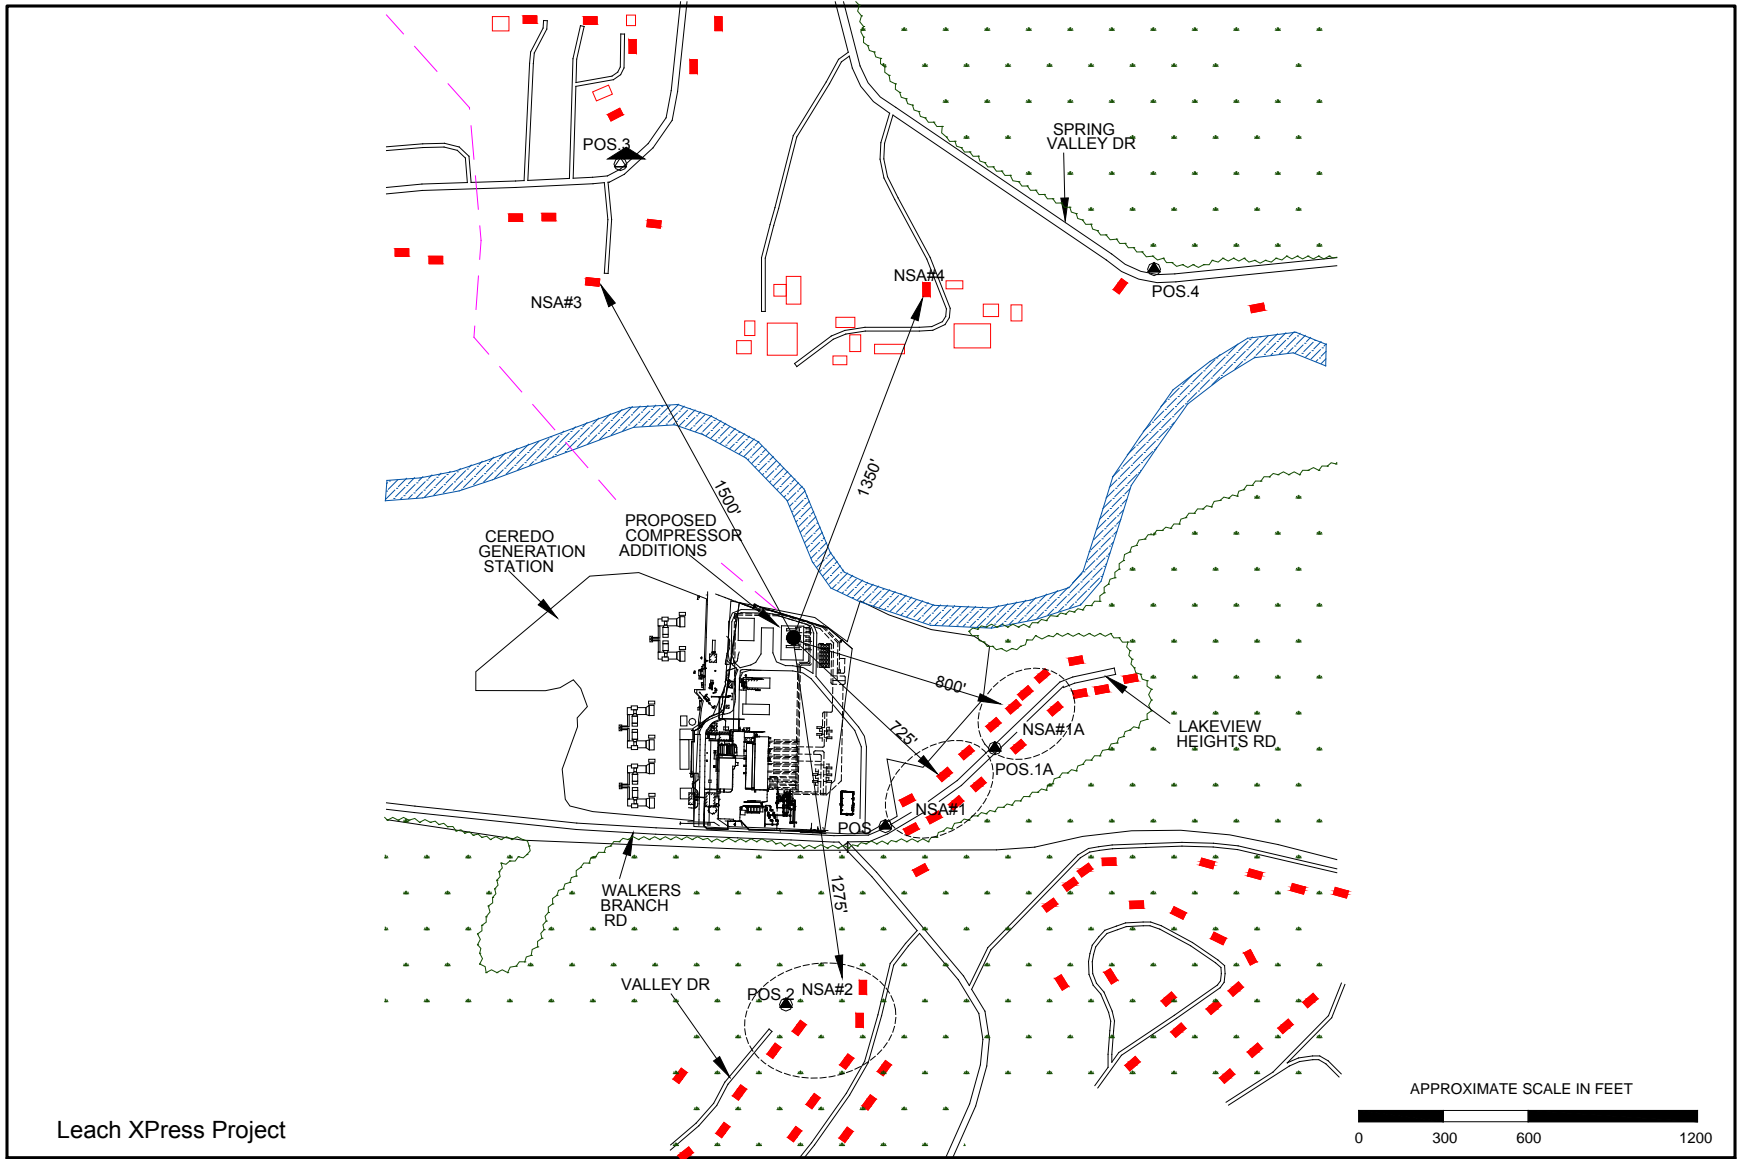 POS.3
SPRING
VALLEY DR
NSA#3
NSA#4
POS.4
1500'
1350'
CEREDO
GENERATION
STATION
PROPOSED
COMPRESSOR
ADDITIONS
800'
725'
NSA#1A
POS.1A
LAKEVIEW
HEIGHTS RD
NSA#1
POS
WALKERS
BRANCH
RD
1275'
VALLEY DR
POS.2
NSA#2
Leach XPress Project
APPROXIMATE SCALE IN FEET
0 300 600 1200